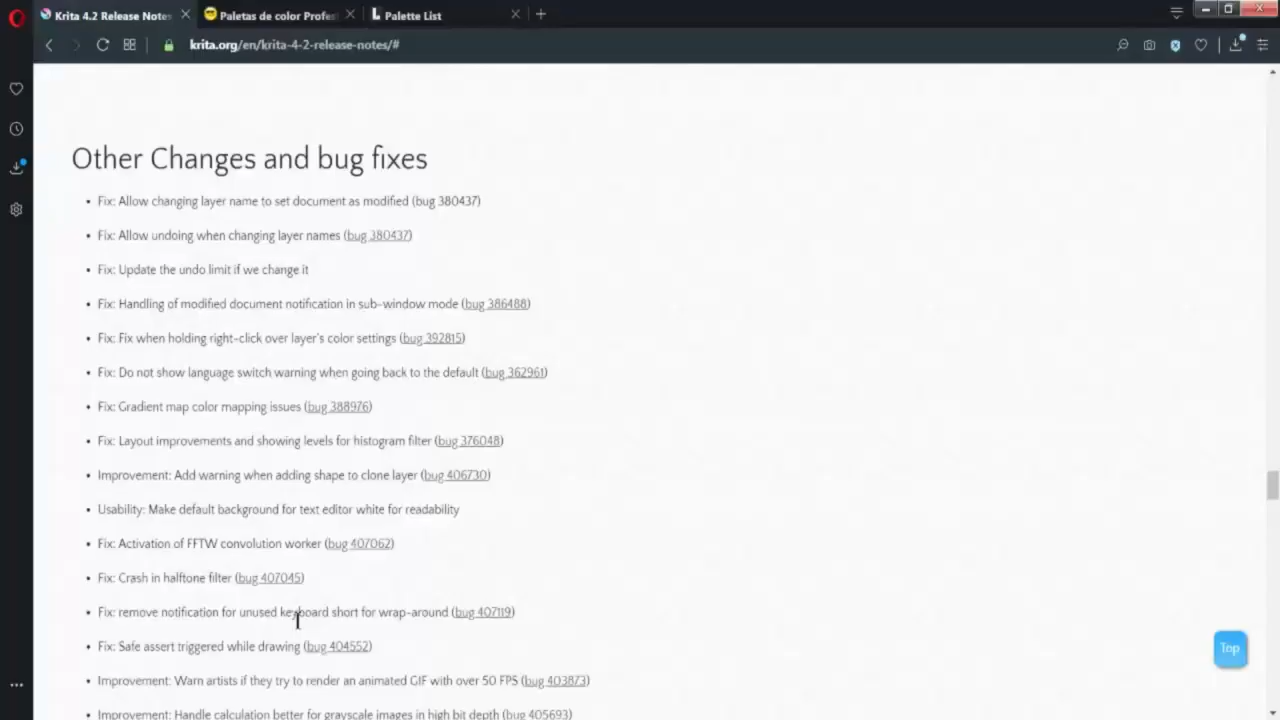 Krita 4.2 Release Notes
Paletas de color Profes
Palette List
krita.org/en/krita-4-2-release-notes/#
Other Changes and bug fixes
• Fix: Allow changing layer name to set document as modified (bug 380437)
• Fix: Allow undoing when changing layer names (bug 380437)
• Fix: Update the undo limit if we change it
• Fix: Handling of modified document notification in sub-window mode (bug 386488)
• Fix: Fix when holding right-click over layer's color settings (bug 392815)
• Fix: Do not show language switch warning when going back to the default (bug 362961)
• Fix: Gradient map color mapping issues (bug 388976)
• Fix: Layout improvements and showing levels for histogram filter (bug 376048)
• Improvement: Add warning when adding shape to clone layer (bug 406730)
• Usability: Make default background for text editor white for readability
• Fix: Activation of FFTW convolution worker (bug 407062)
• Fix: Crash in halftone filter (bug 407045)
• Fix: remove notification for unused keyboard short for wrap-around (bug 407119)
• Fix: Safe assert triggered while drawing (bug 404552)
Top
• Improvement: Warn artists if they try to render an animated GIF with over 50 FPS (bug 403873)
• Improvement: Handle calculation better for grayscale images in high bit depth (bug 405693)